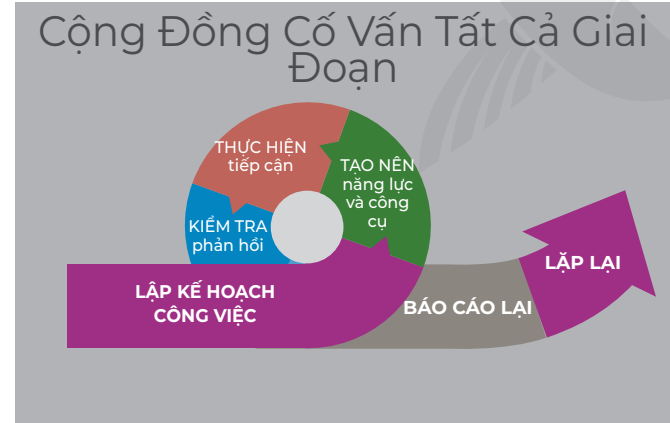 Cộng Đồng Cố Vấn Tất Cả Giai
Đoạn
THỰC HIỆN
tiếp cận
TẠO NÊN
năng lực
và công
cụ
KIỂM TRA
phản hồi
LẬP KẾ HOẠCH
CÔNG VIỆC
BÁO CÁO LẠI
LẶP LẠI